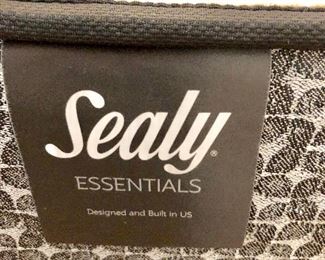 Sealy®
ESSENTIALS
Designed and Built in US